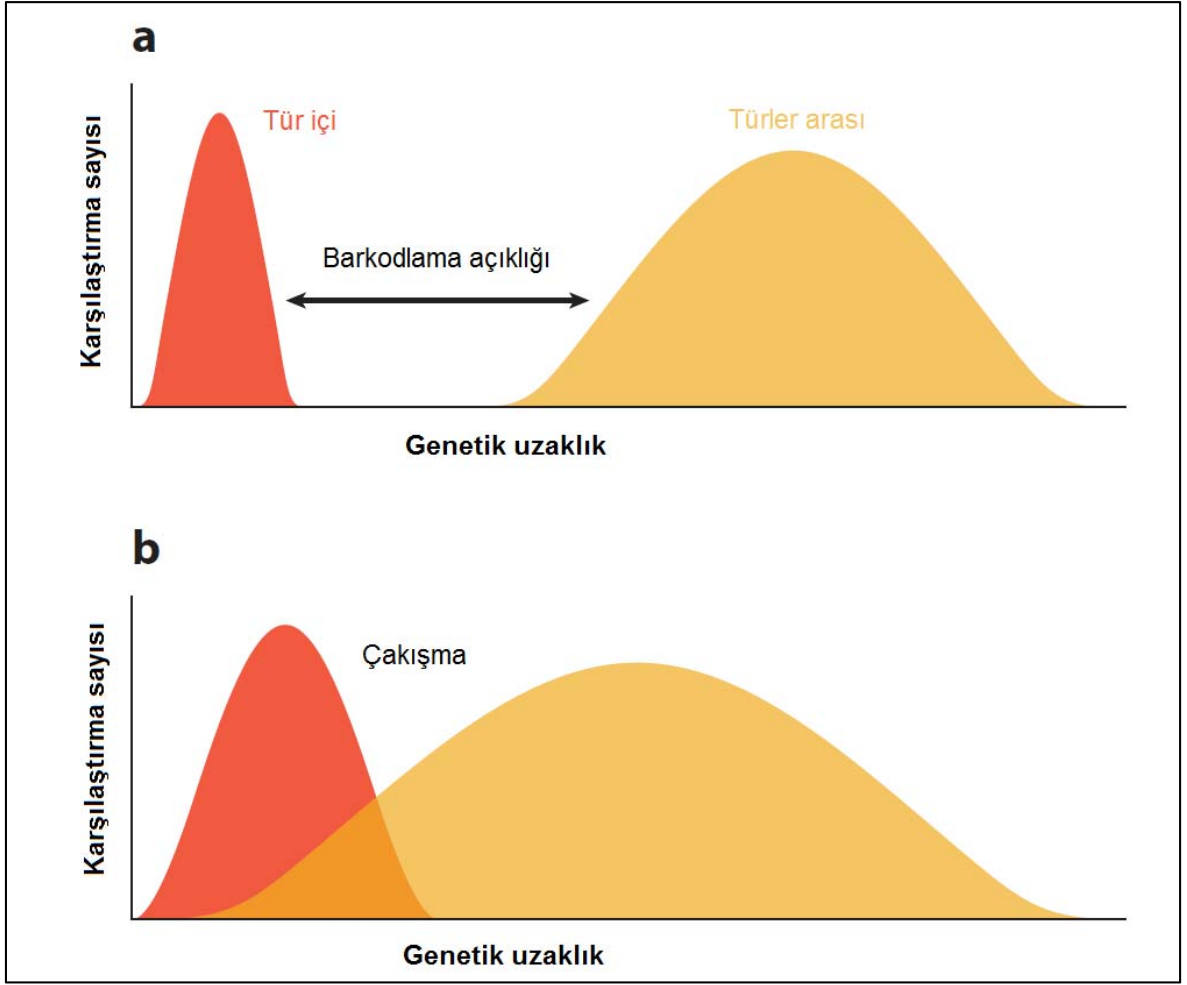 a
Tür içi
Türler arası
Barkodlama açıklığı
Karşılaştırma sayısı
Genetik uzaklık
b
Çakışma
Karşılaştırma sayısı
Genetik uzaklık